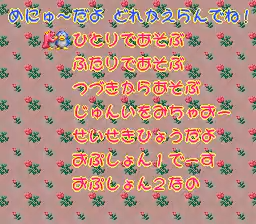 めにゅ～だよ どれかえらんでね!
ひとりであそぶ
ふたりであそぶ
つづきからあそぶ
じゅんいをみちゃおー
せいせきひょうだよ
おぷしょん1でーす
おぷしょん2なの